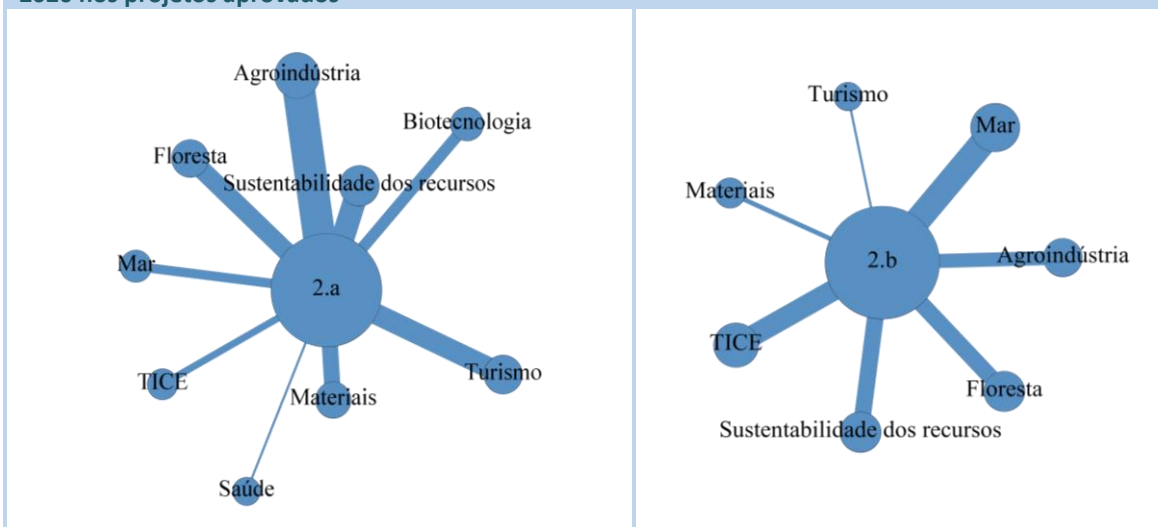 2020 nos projetos aprovados
Agroindústria
Biotecnologia
Floresta
Sustentabilidade dos recursos
Mar
2.a
TICE
Materiais
Turismo
Saúde
Turismo
Mar
Materiais
2.b
Agroindústria
TICE
Floresta
Sustentabilidade dos recursos